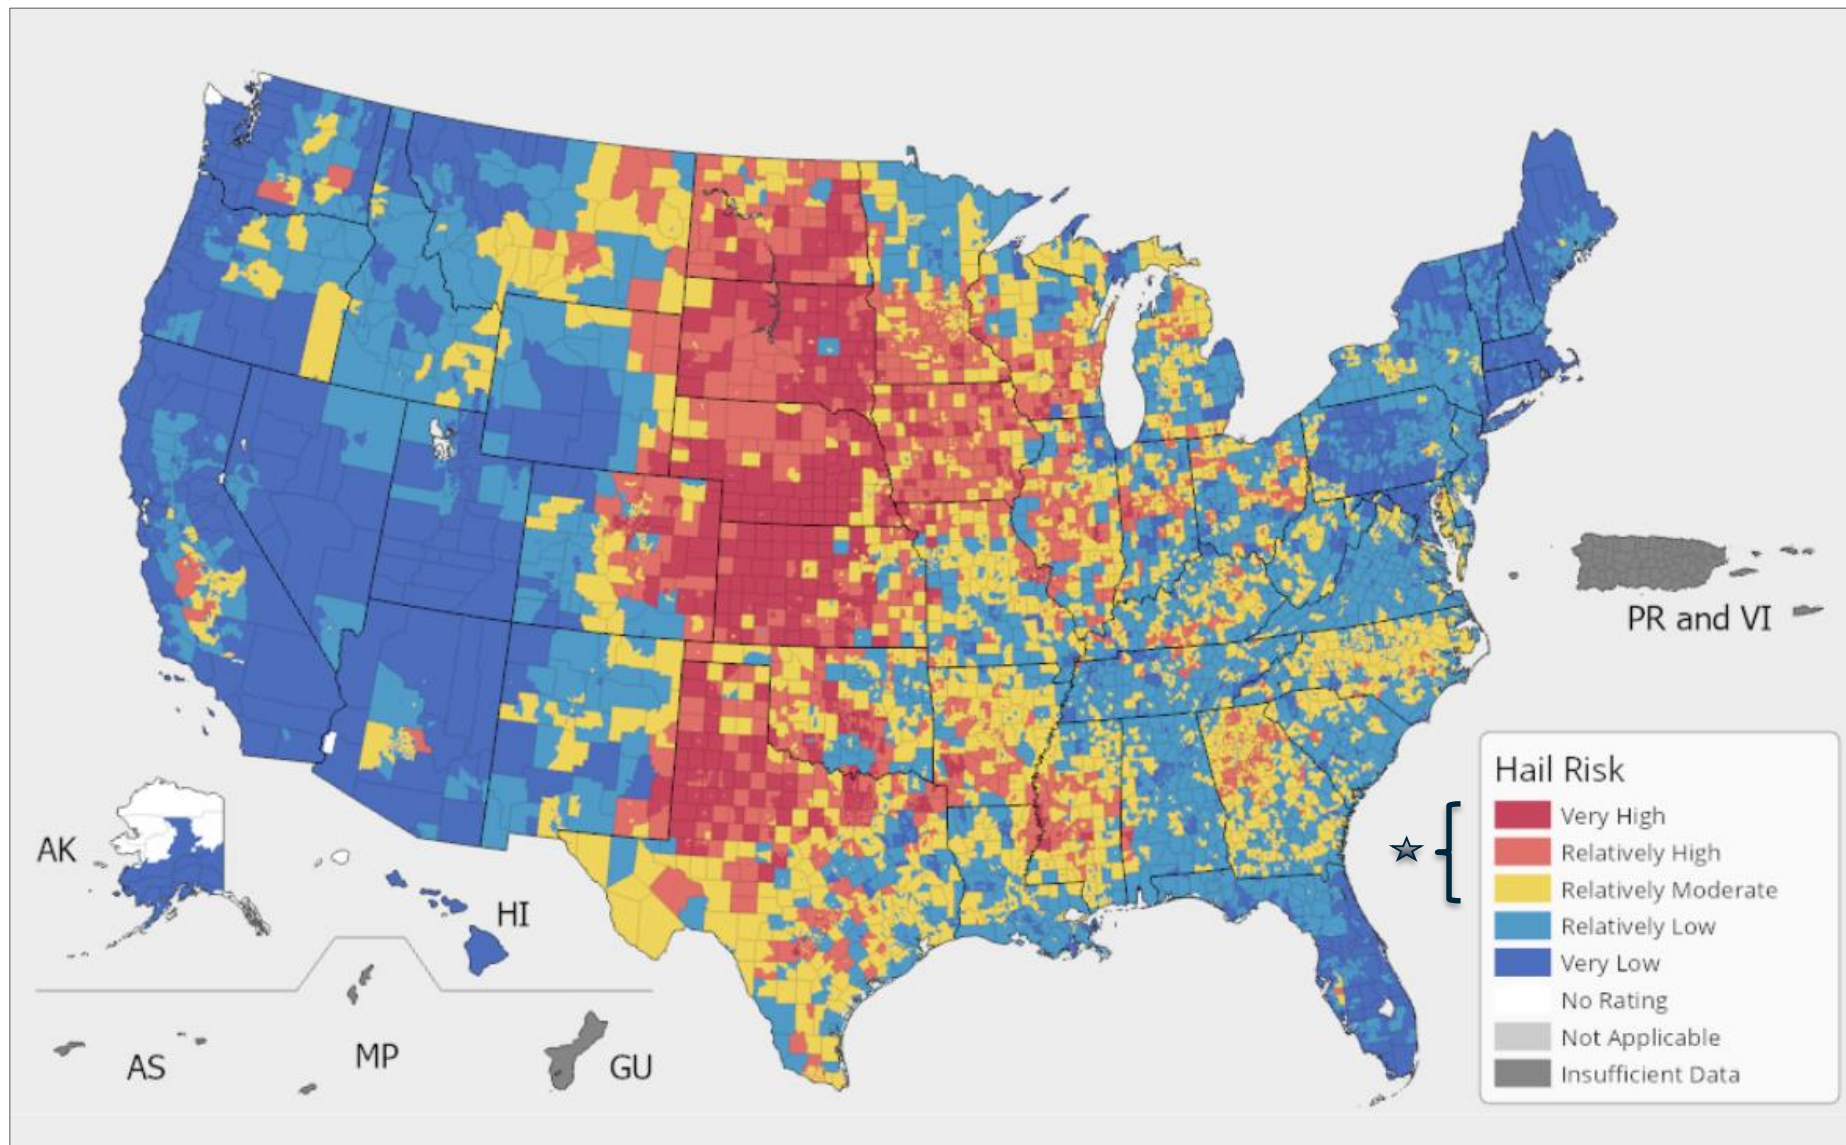 PR and VI
Hail Risk
Very High
Relatively High
Relatively Moderate
Relatively Low
Very Low
No Rating
Not Applicable
Insufficient Data
AK
HI
AS
MP
GU